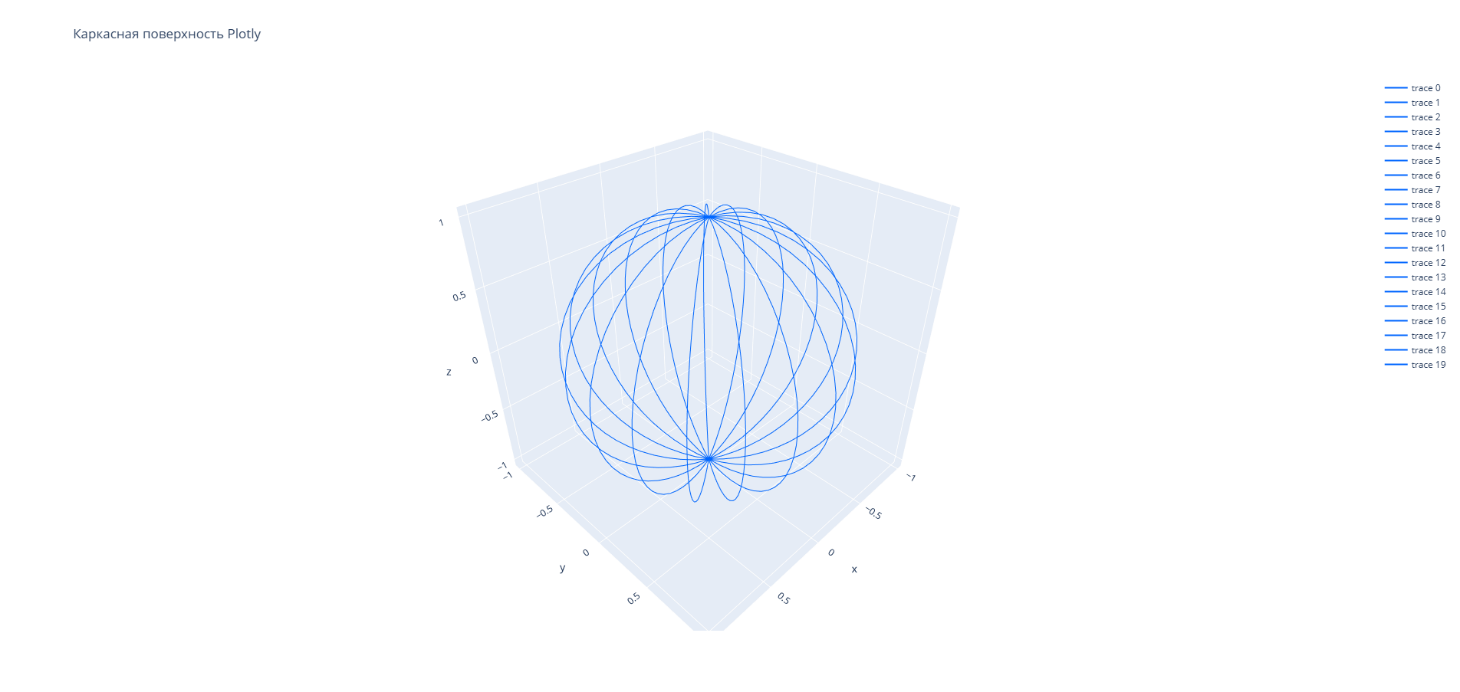 Каркасная поверхность Plotly
trace 0
trace 1
trace 2
trace 3
trace 4
trace 5
trace 6
trace 7
trace 8
trace 9
trace 10
trace 11
trace 12
trace 13
trace 14
trace 15
trace 16
trace 17
trace 18
trace 19
1
0.5
0
z
−0.5
−1
−1
−0.5
0
y
0.5
−1
−0.5
0
x
0.5